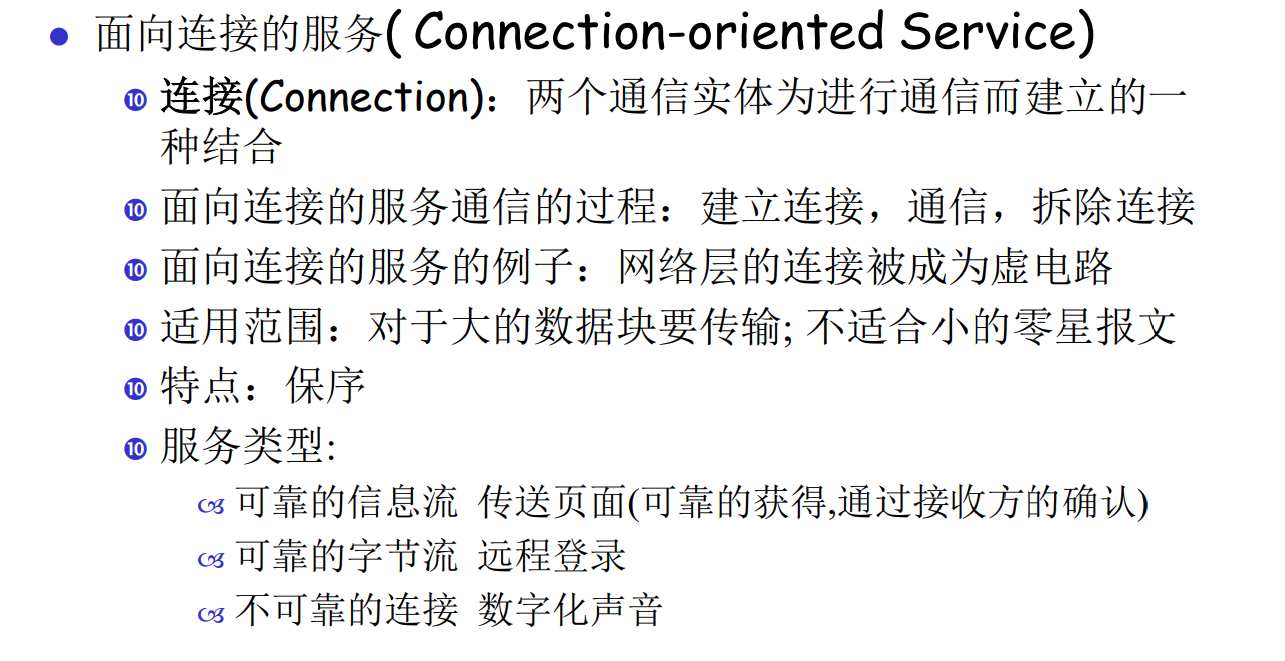 面向连接的服务( Connection-oriented Service)
连接(Connection)：两个通信实体为进行通信而建立的一
种结合
面向连接的服务通信的过程：建立连接，通信，拆除连接
面向连接的服务的例子：网络层的连接被成为虚电路
适用范围：对于大的数据块要传输; 不适合小的零星报文
特点：保序
服务类型:
可靠的信息流 传送页面(可靠的获得,通过接收方的确认)
可靠的字节流 远程登录
不可靠的连接 数字化声音